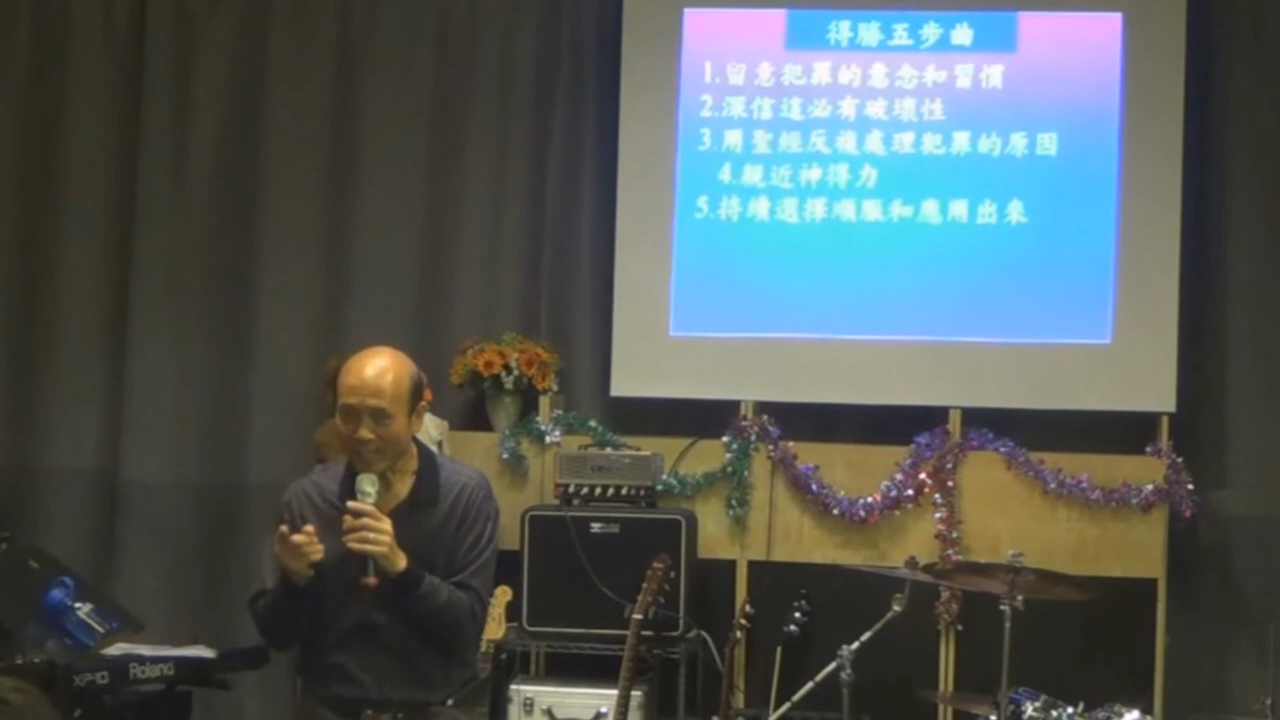 得勝五步曲
1.留意犯罪的意念和習慣
2.深信這必有破壞性
3.用聖經反複處理犯罪的原因
4.親近神得力
5.持續選擇順服和應用出來
XP-10 Roland